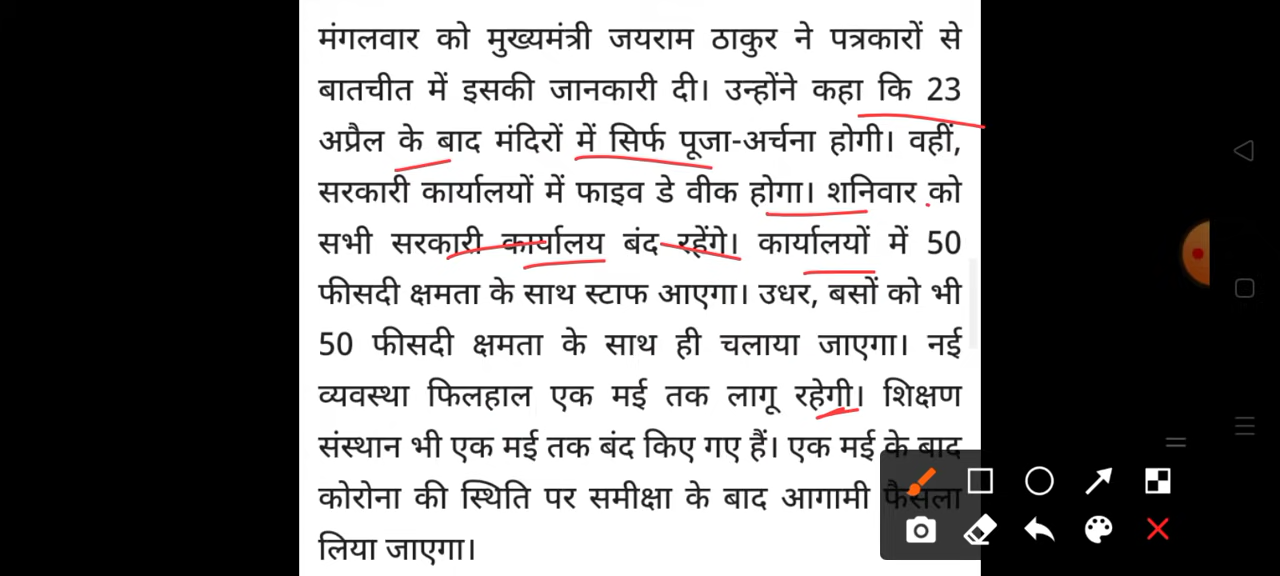 मंगलवार को मुख्यमंत्री जयराम ठाकुर ने पत्रकारों से
बातचीत में इसकी जानकारी दी। उन्होंने कहा कि 23
अप्रैल के बाद मंदिरों में सिर्फ पूजा-अर्चना होगी। वहीं,
सरकारी कार्यालयों में फाइव डे वीक होगा। शनिवार को
सभी सरकारी कार्यालय बंद रहेंगे। कार्यालयों में 50
फीसदी क्षमता के साथ स्टाफ आएगा। उधर, बसों को भी
50 फीसदी क्षमता के साथ ही चलाया जाएगा। नई
व्यवस्था फिलहाल एक मई तक लागू रहेगी। शिक्षण
संस्थान भी एक मई तक बंद किए गए हैं। एक मई के बाद
कोरोना की स्थिति पर समीक्षा के बाद आगामी फैसला
लिया जाएगा।